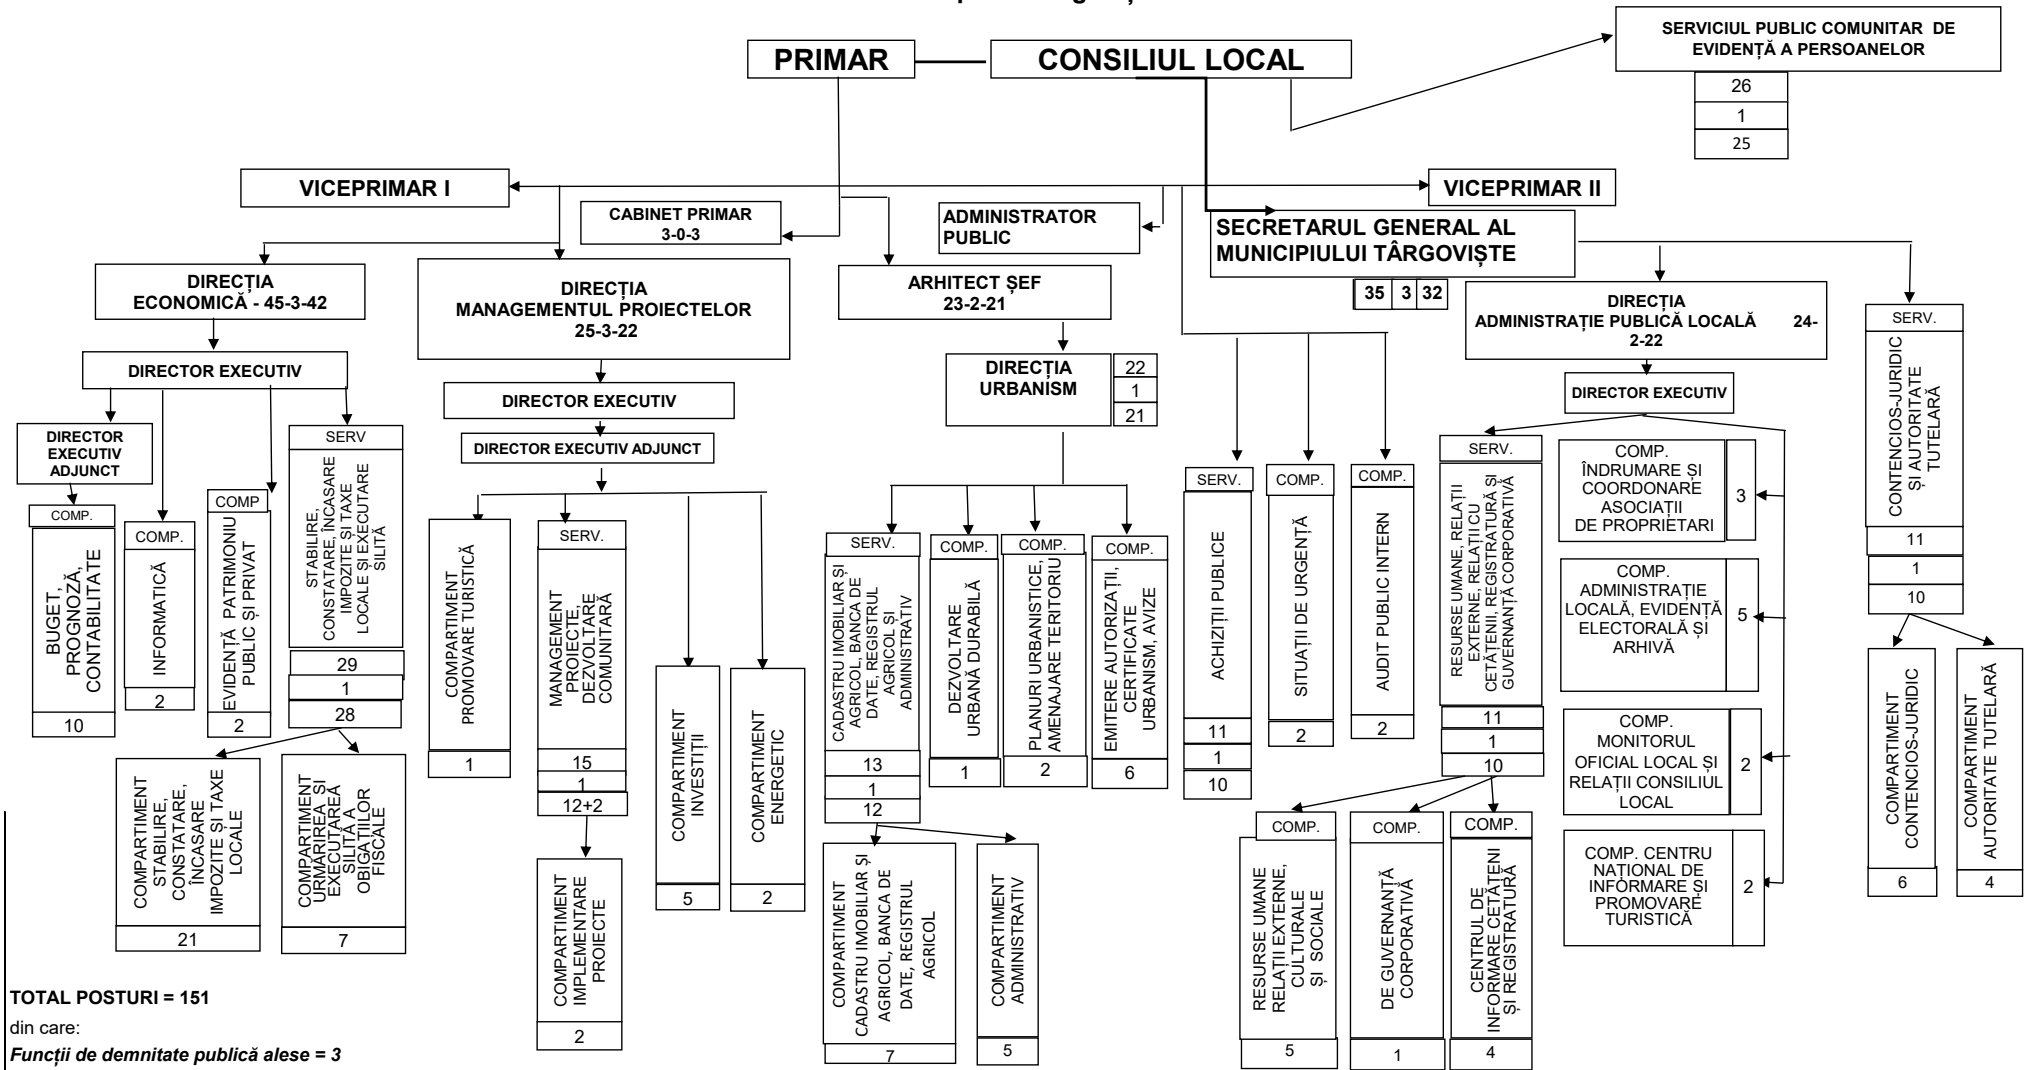 SERVICIUL PUBLIC COMUNITAR DE
EVIDENȚĂ A PERSOANELOR
26
1
25
PRIMAR
CONSILIUL LOCAL
VICEPRIMAR I
VICEPRIMAR II
CABINET PRIMAR
3-0-3
ADMINISTRATOR
PUBLIC
SECRETARUL GENERAL AL
MUNICIPIULUI TÂRGOVIȘTE
35 3 32
DIRECȚIA
ECONOMICĂ - 45-3-42
DIRECTOR EXECUTIV
DIRECTOR
EXECUTIV
ADJUNCT
COMP.
BUGET,
PROGNOZĂ,
CONTABILITATE
10
COMP.
INFORMATICĂ
2
COMP
EVIDENȚĂ PATRIMONIU
PUBLIC ȘI PRIVAT
2
SERV
STABILIRE,
CONSTATARE, ÎNCASARE
IMPOZITE ȘI TAXE
LOCALE ȘI EXECUTARE
SILITĂ
29
1
28
COMPARTIMENT
STABILIRE,
CONSTATARE,
ÎNCASARE
IMPOZITE ȘI TAXE
LOCALE
21
COMPARTIMENT
URMĂRIREA ȘI
EXECUTAREA
SILITĂ A
OBIGAȚIILOR
FISCALE
7
DIRECȚIA
MANAGEMENTUL PROIECTELOR
25-3-22
DIRECTOR EXECUTIV
DIRECTOR EXECUTIV ADJUNCT
COMPARTIMENT
PROMOVARE TURISTICĂ
1
SERV.
MANAGEMENT
PROIECTE,
DEZVOLTARE
COMUNITARĂ
15
1
12+2
COMPARTIMENT
IMPLEMENTARE
PROIECTE
2
COMPARTIMENT
INVESTIȚII
5
COMPARTIMENT
ENERGETIC
2
ARHITECT ȘEF
23-2-21
DIRECȚIA
URBANISM
22
1
21
SERV.
CADASTRU IMOBILIAR ȘI
AGRICOL, BANCA DE
DATE, REGISTRUL
AGRICOL ȘI
ADMINISTRATIV
13
1
12
COMPARTIMENT
CADASTRU IMOBILIAR ȘI
AGRICOL, BANCA DE
DATE, REGISTRUL
AGRICOL
7
COMPARTIMENT
ADMINISTRATIV
5
COMP.
DEZVOLTARE
URBANĂ DURABILĂ
1
COMP.
PLANURI URBANISTICE,
AMENAJARE TERITORIU
2
COMP.
EMITERE AUTORIZAȚII,
CERTIFICATE
URBANISM, AVIZE
6
SERV.
ACHIZIȚII PUBLICE
11
1
10
COMP.
SITUAȚII DE URGENȚĂ
2
COMP.
AUDIT PUBLIC INTERN
2
DIRECȚIA
ADMINISTRAȚIE PUBLICĂ LOCALĂ 24-
2-22
DIRECTOR EXECUTIV
SERV.
RESURSE UMANE, RELAȚII
EXTERNE, RELAȚII CU
CETĂȚENII, REGISTRATURĂ ȘI
GUVERNANȚĂ CORPORATIVĂ
11
1
10
COMP.
RESURSE UMANE
RELAȚII EXTERNE,
CULTURALE
ȘI SOCIALE
5
COMP.
DE GUVERNANȚĂ
CORPORATIVĂ
1
COMP.
CENTRUL DE
INFORMARE CETĂȚENI
ȘI REGISTRATURĂ
4
COMP.
ÎNDRUMARE ȘI
COORDONARE
ASOCIAȚII
DE PROPRIETARI
3
COMP.
ADMINISTRAȚIE
LOCALĂ, EVIDENȚĂ
ELECTORALĂ ȘI
ARHIVĂ
5
COMP.
MONITORUL
OFICIAL LOCAL ȘI
RELAȚII CONSILIUL
LOCAL
2
COMP. CENTRU
NAȚIONAL DE
INFORMARE ȘI
PROMOVARE
TURISTICĂ
2
SERV.
CONTENCIOS-JURIDIC
ȘI AUTORITATE
TUTELARĂ
11
1
10
COMPARTIMENT
CONTENCIOS-JURIDIC
6
COMPARTIMENT
AUTORITATE TUTELARĂ
4
TOTAL POSTURI = 151
din care:
Funcții de demnitate publică alese = 3